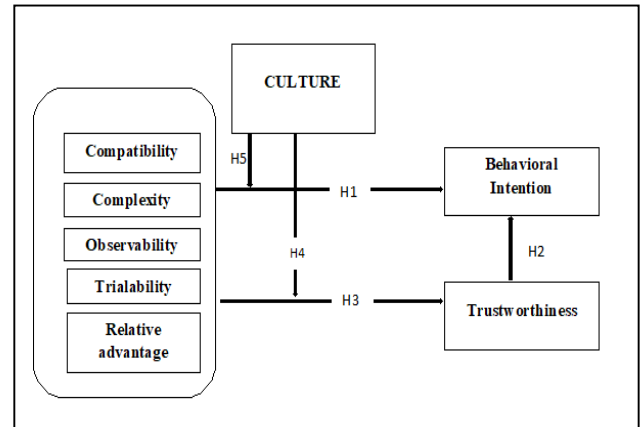 CULTURE
Compatibility
Complexity
Observability
Trialability
Relative
advantage
H5
H1
H4
H3
Behavioral
Intention
H2
Trustworthiness